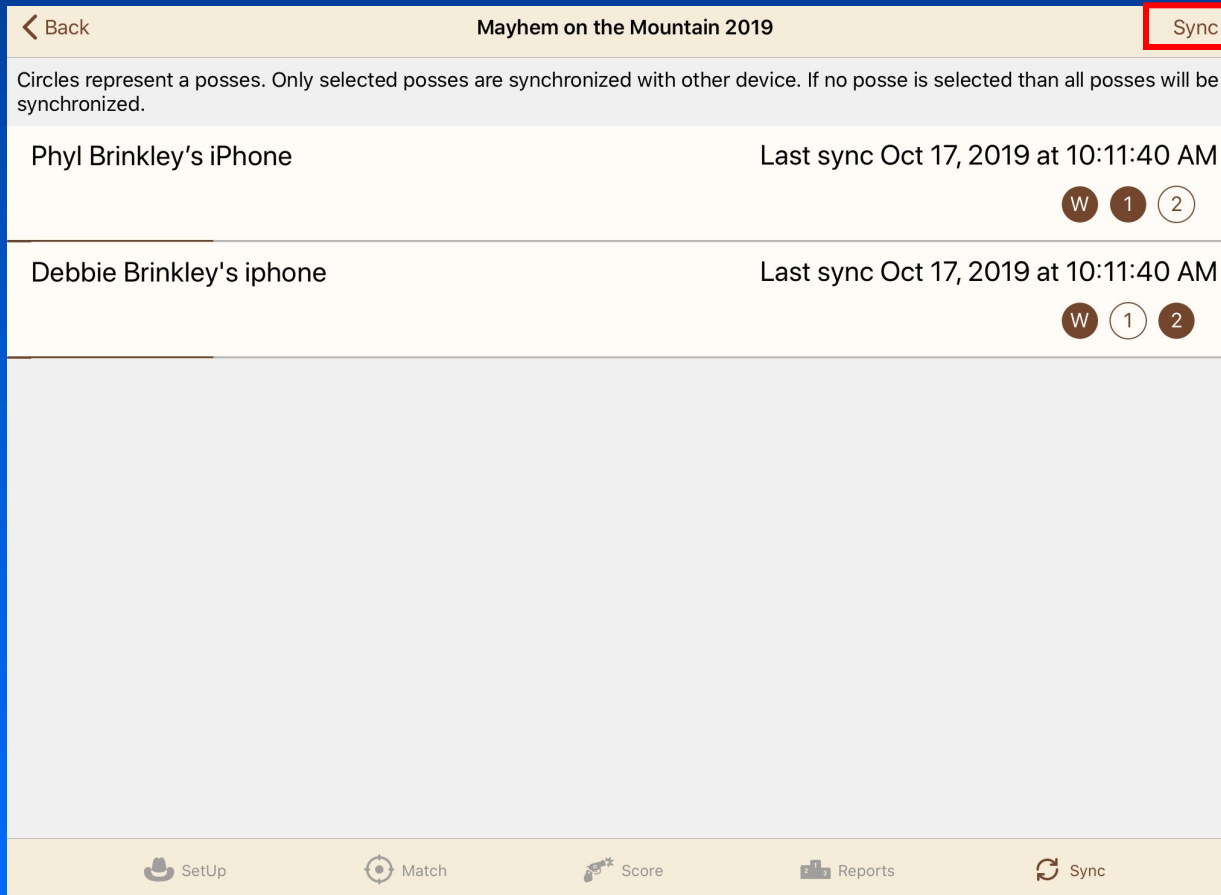 Back
Mayhem on the Mountain 2019
Sync
Circles represent a posses. Only selected posses are synchronized with other device. If no posse is selected than all posses will be
synchronized.
Phyl Brinkley’s iPhone
Last sync Oct 17, 2019 at 10:11:40 AM
W 1 2
Debbie Brinkley's iphone
Last sync Oct 17, 2019 at 10:11:40 AM
W 1 2
SetUp
Match
Score
2 1 3
Reports
Sync